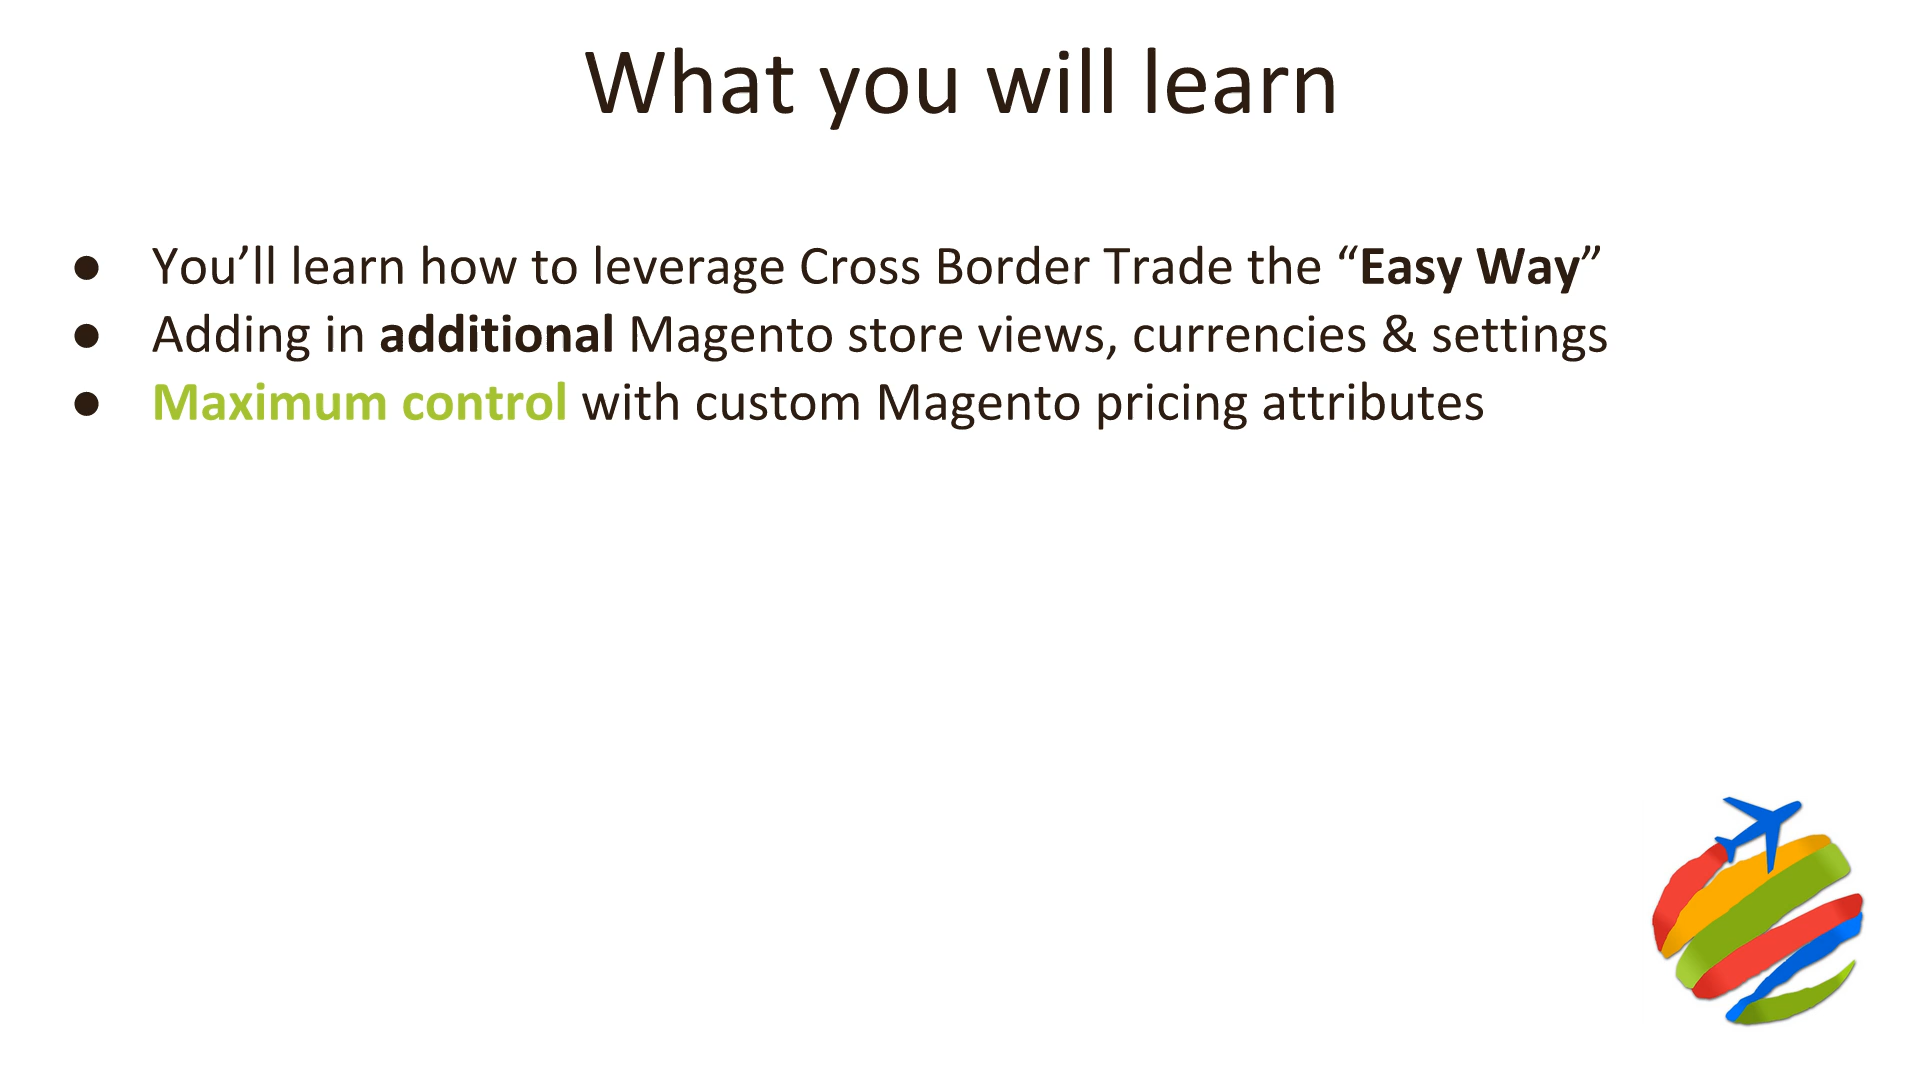 What you will learn
● You’ll learn how to leverage Cross Border Trade the “Easy Way”
● Adding in additional Magento store views, currencies & settings
● Maximum control with custom Magento pricing attributes